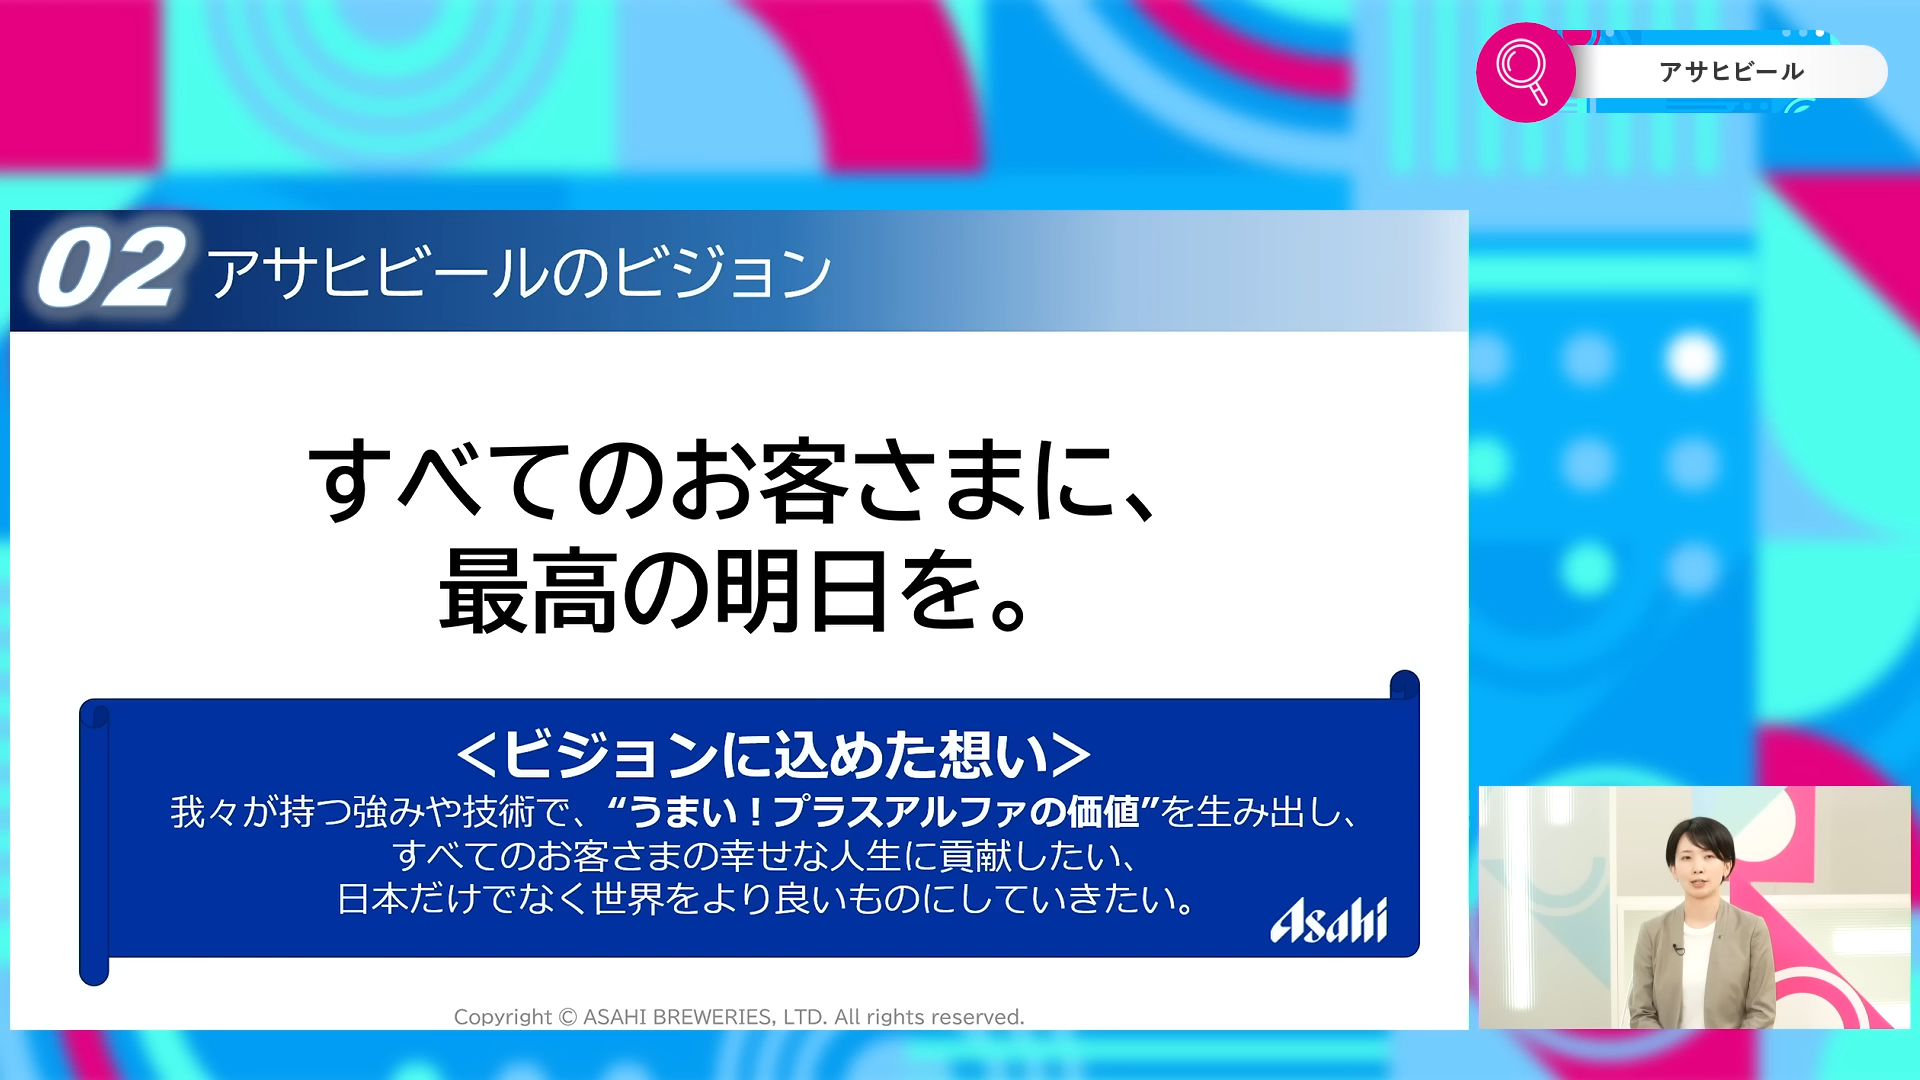 アサヒビール
02 アサヒビールのビジョン
すべてのお客さまに、
最高の明日を。
＜ビジョンに込めた想い＞
我々が持つ強みや技術で、“うまい！プラスアルファの価値”を生み出し、
すべてのお客さまの幸せな人生に貢献したい、
日本だけでなく世界をより良いものにしていきたい。
Asahi
Copyright © ASAHI BREWERIES, LTD. All rights reserved.